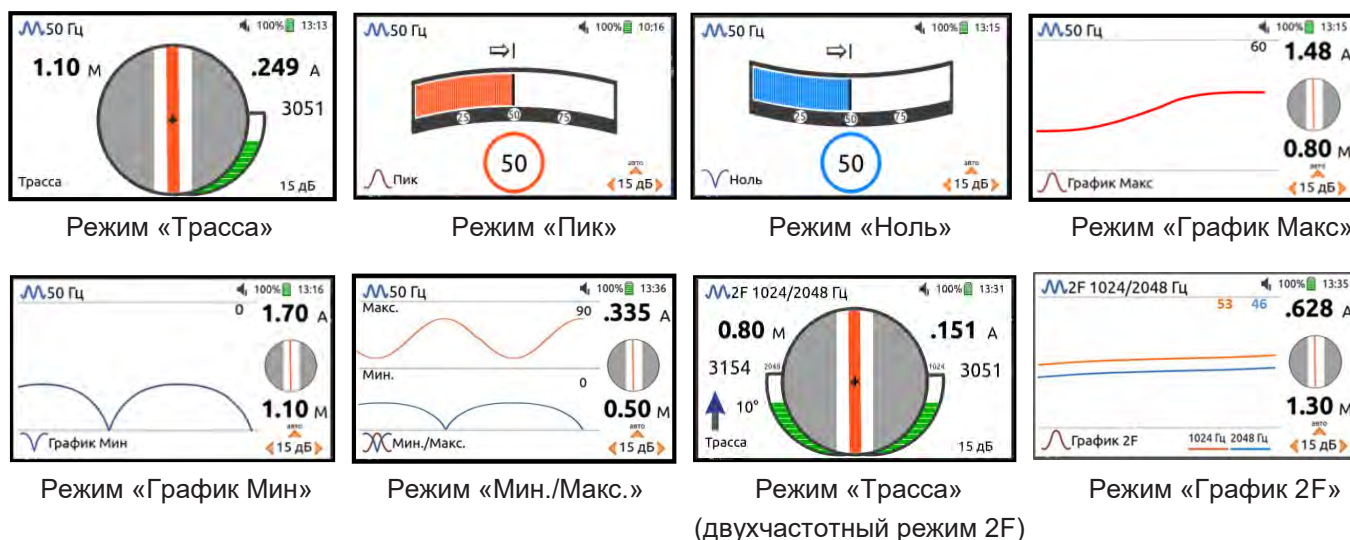 50 Гц 100% 13:13
1.10 м .249 А
3051
Трасса 15 дБ
Режим «Трасса»
50 Гц 100% 10:16
25 50 75
50
авто
Пик 15 дБ
Режим «Пик»
50 Гц 100% 13:15
25 50 75
50
авто
Ноль 15 дБ
Режим «Ноль»
50 Гц 100% 13:15
60 1.48 А
0.80 м
авто
График Макс 15 дБ
Режим «График Макс»
50 Гц 100% 13:16
0 1.70 А
1.10 м
авто
График Мин 15 дБ
Режим «График Мин»
50 Гц 100% 13:36
Макс. 90 .335 А
Мин. 0
0.50 м
авто
Мин./Макс. 15 дБ
Режим «Мин./Макс.»
2F 1024/2048 Гц 100% 13:31
0.80 м .151 А
3154 2048 1024 3051
10°
Трасса 15 дБ
Режим «Трасса»
(двухчастотный режим 2F)
2F 1024/2048 Гц 100% 13:35
53 46 .628 А
1.30 м
авто
График 2F 1024 Гц 2048 Гц 15 дБ
Режим «График 2F»